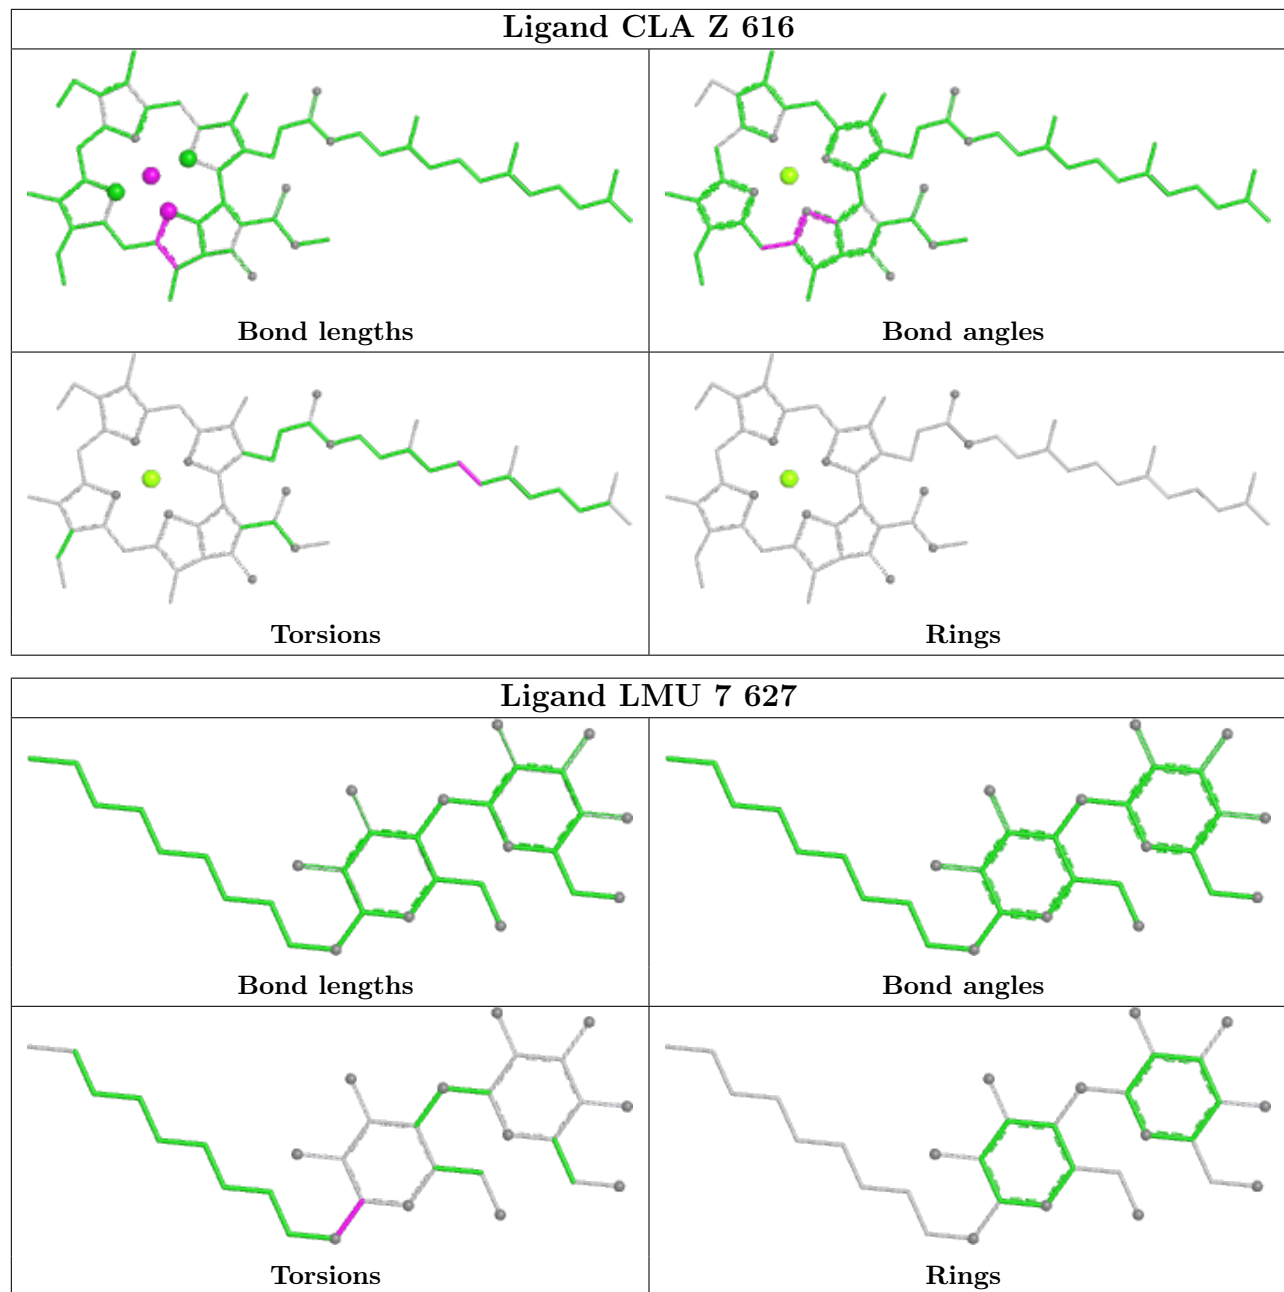 Ligand CLA Z 616
Bond lengths
Bond angles
Torsions
Rings
Ligand LMU 7 627
Bond lengths
Bond angles
Torsions
Rings